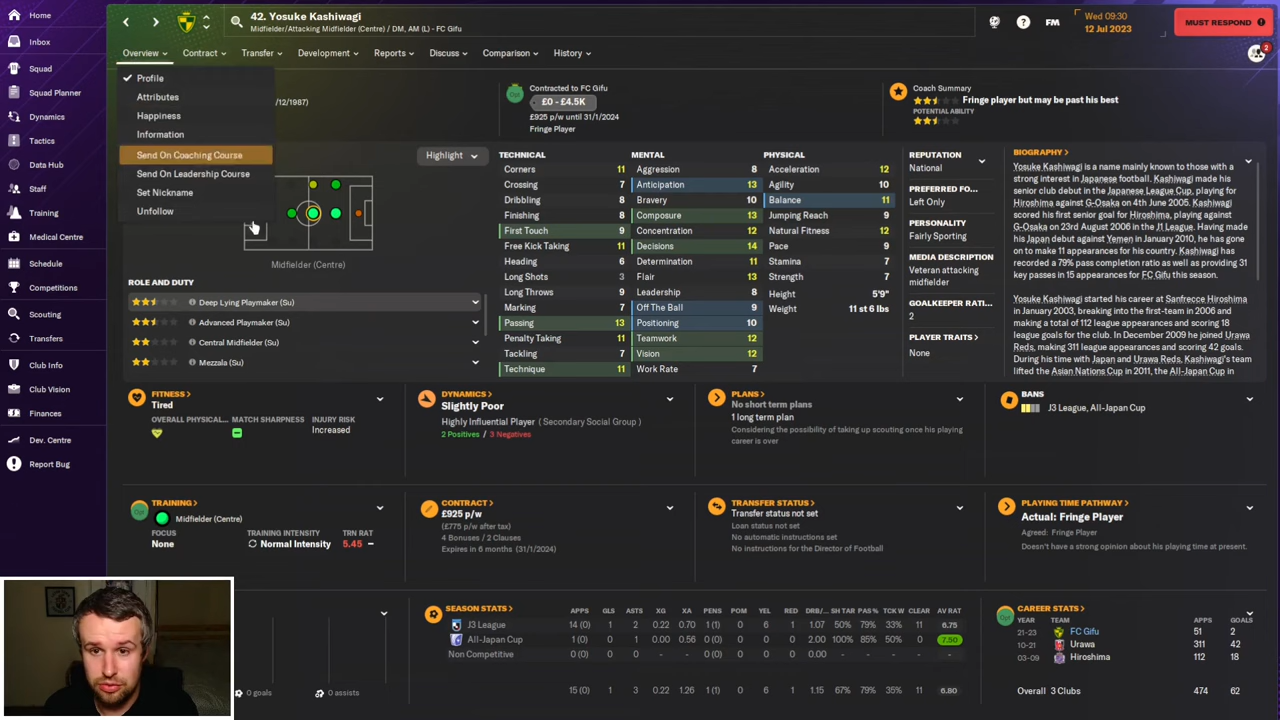 Home
Inbox
Squad
Squad Planner
Dynamics
Tactics
Data Hub
Staff
Training
Medical Centre
Schedule
Competitions
Scouting
Transfers
Club Info
Club Vision
Finances
Dev. Centre
Report Bug
42. Yosuke Kashiwagi
Midfielder/Attacking Midfielder (Centre) / DM, AM (L) - FC Gifu
FM
Wed 09:30
12 Jul 2023
MUST RESPOND
2
Overview
Contract
Transfer
Development
Reports
Discuss
Comparison
History
Profile
Attributes
Happiness
Information
Send On Coaching Course
Send On Leadership Course
Set Nickname
Unfollow
/12/1987)
Contracted to FC Gifu
£0 - £4.5K
£925 p/w until 31/1/2024
Fringe Player
Coach Summary
Fringe player but may be past his best
POTENTIAL ABILITY
Highlight
Midfielder (Centre)
ROLE AND DUTY
Deep Lying Playmaker (Su)
Advanced Playmaker (Su)
Central Midfielder (Su)
Mezzala (Su)
TECHNICAL
Corners 11
Crossing 7
Dribbling 8
Finishing 8
First Touch 9
Free Kick Taking 11
Heading 6
Long Shots 3
Long Throws 9
Marking 7
Passing 13
Penalty Taking 11
Tackling 7
Technique 11
MENTAL
Aggression 8
Anticipation 13
Bravery 10
Composure 13
Concentration 12
Decisions 14
Determination 11
Flair 13
Leadership 8
Off The Ball 9
Positioning 10
Teamwork 12
Vision 12
Work Rate 7
PHYSICAL
Acceleration 12
Agility 10
Balance 11
Jumping Reach 9
Natural Fitness 12
Pace 9
Stamina 7
Strength 7
Height 5'9"
Weight 11 st 6 lbs
REPUTATION
National
PREFERRED FO...
Left Only
PERSONALITY
Fairly Sporting
MEDIA DESCRIPTION
Veteran attacking
midfielder
GOALKEEPER RATI...
2
PLAYER TRAITS
None
BIOGRAPHY
Yosuke Kashiwagi is a name mainly known to those with a
strong interest in Japanese football. Kashiwagi made his
senior club debut in the Japanese League Cup, playing for
Hiroshima against G-Osaka on 4th June 2005. Kashiwagi
scored his first senior goal for Hiroshima, playing against
G-Osaka on 23rd August 2006 in the J1 League. Having made
his Japan debut against Yemen in January 2010, he has gone
on to make 11 appearances for his country. Kashiwagi has
recorded a 79% pass completion ratio as well as providing 31
key passes in 15 appearances for FC Gifu this season.
Yosuke Kashiwagi started his career at Sanfrecce Hiroshima
in January 2003, breaking into the first-team in 2006 and
making a total of 112 league appearances and scoring 18
league goals for the club. In December 2009 he joined Urawa
Reds, making 311 league appearances and scoring 42 goals.
During his time with Japan and Urawa Reds, Kashiwagi's team
lifted the Asian Nations Cup in 2011, the All-Japan Cup in
FITNESS
Tired
OVERALL PHYSICAL...
MATCH SHARPNESS
INJURY RISK
Increased
DYNAMICS
Slightly Poor
Highly Influential Player ( Secondary Social Group )
2 Positives / 3 Negatives
PLANS
No short term plans
1 long term plan
Considering the possibility of taking up scouting once his playing
career is over
BANS
J3 League, All-Japan Cup
TRAINING
Midfielder (Centre)
FOCUS
None
TRAINING INTENSITY
Normal Intensity
TRN RAT
5.45
CONTRACT
£925 p/w
(£775 p/w after tax)
4 Bonuses / 2 Clauses
Expires in 6 months (31/1/2024)
TRANSFER STATUS
Transfer status not set
Loan status not set
No automatic instructions set
No instructions for the Director of Football
PLAYING TIME PATHWAY
Actual: Fringe Player
Agreed: Fringe Player
Doesn't have a strong opinion about his playing time at present.
0 goals
0 assists
SEASON STATS
APPS GLS ASTS XG XA PENS POM YEL RED DRB/... SH TAR PAS % TCK W CLEAR AV RAT
J3 League 14 (0) 1 2 0.22 0.70 1 (1) 0 6 1 1.07 50% 79% 33% 11 6.75
All-Japan Cup 1 (0) 0 1 0.00 0.56 0 (0) 0 0 0 2.00 100% 85% 50% 0 7.50
Non Competitive 0 (0) 0 0 0.00 0.00 0 (0) 0 0 0 0.00 - - - - -
15 (0) 1 3 0.22 1.26 1 (1) 0 6 1 1.15 67% 79% 35% 11 6.80
CAREER STATS
YEAR TEAM APPS GLS
21-23 FC Gifu 51 2
10-21 Urawa 311 42
03-09 Hiroshima 112 18
Overall 3 Clubs 474 62